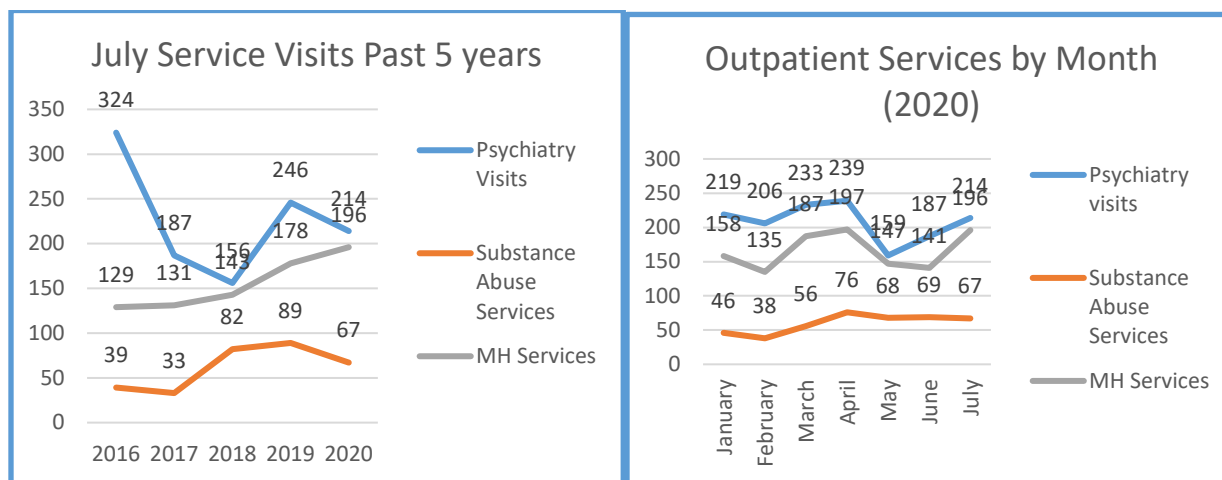 July Service Visits Past 5 years
324
350
300
250
200
150
100
50
0
246
214
187
196
178
156
143
129
131
82
89
67
39
33
2016 2017 2018 2019 2020
Psychiatry
Visits
Substance
Abuse
Services
MH Services
Outpatient Services by Month
(2020)
300
250
200
150
100
50
0
219 206 233 239 159 187 214
158 135 187 197 147 141 196
46 38 56 76 68 69 67
January
February
March
April
May
June
July
Psychiatry
visits
Substance
Abuse
Services
MH Services